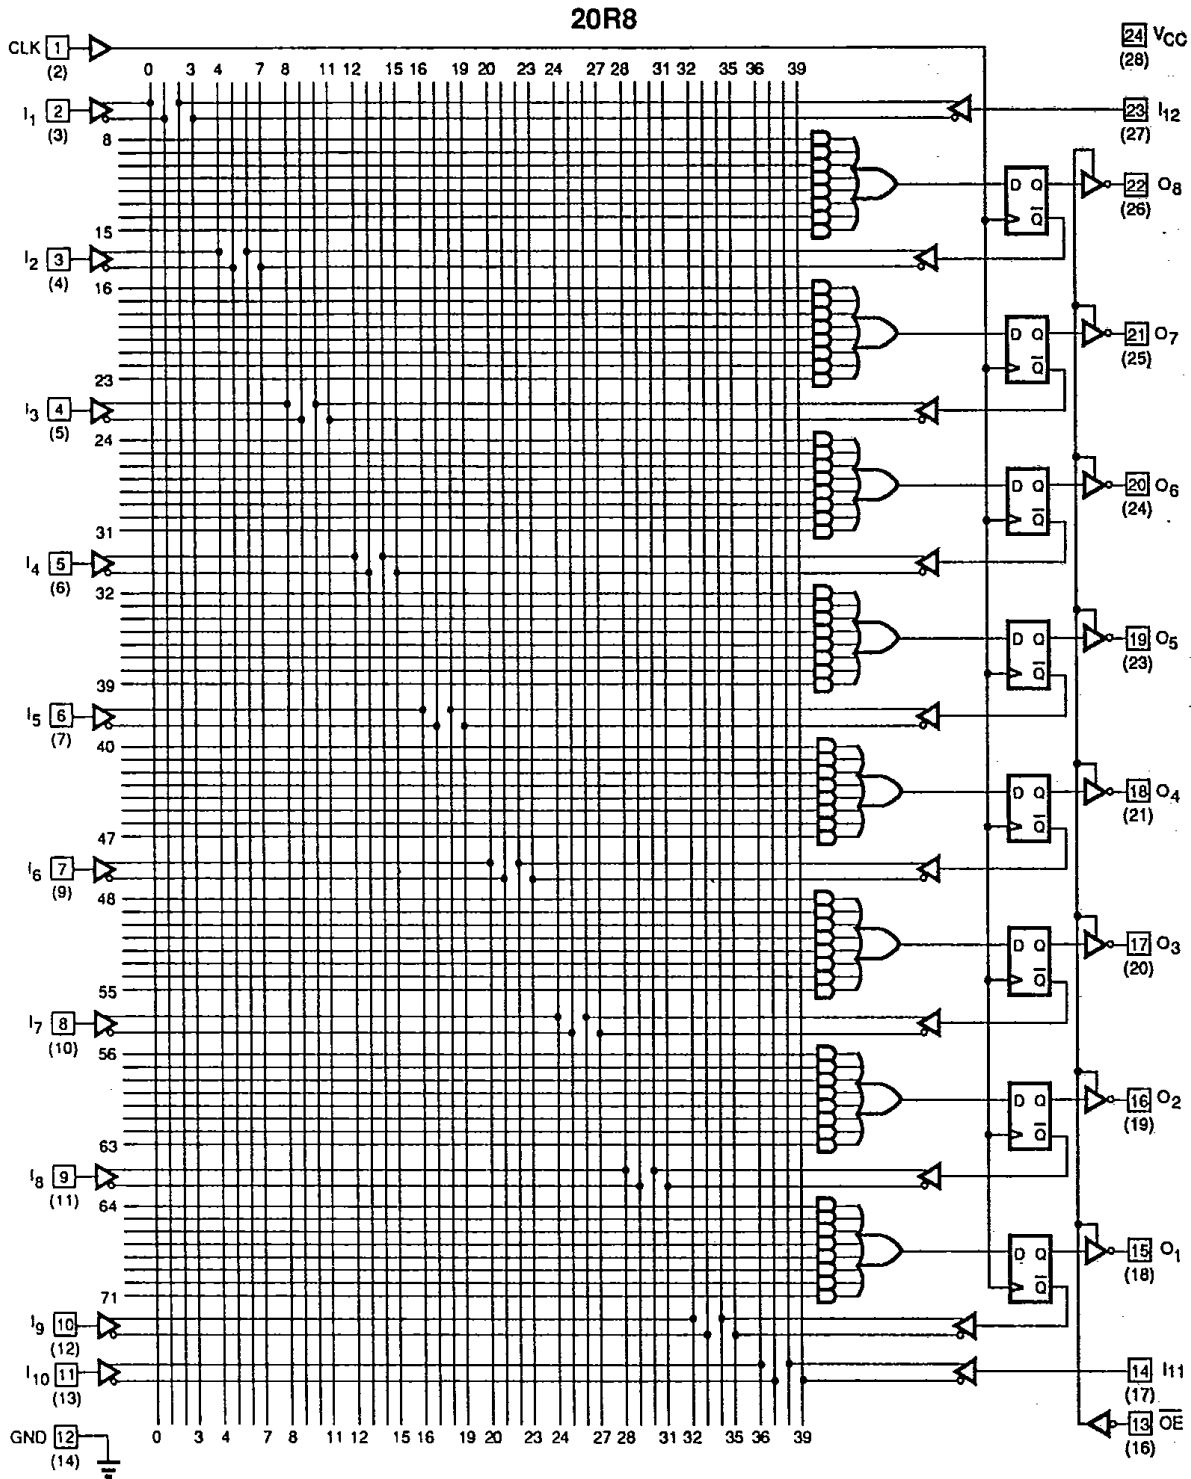 20R8
CLK 1
(2)
24 VCC
(28)
0 3 4 7 8 11 12 15 16 19 20 23 24 27 28 31 32 35 36 39
I1 2
(3)
23 I12
(27)
8
D Q
Q̅
22 O8
(26)
15
I2 3
(4)
16
D Q
Q̅
21 O7
(25)
23
I3 4
(5)
24
D Q
Q̅
20 O6
(24)
31
I4 5
(6)
32
D Q
Q̅
19 O5
(23)
39
I5 6
(7)
40
D Q
Q̅
18 O4
(21)
47
I6 7
(9)
48
D Q
Q̅
17 O3
(20)
55
I7 8
(10)
56
D Q
Q̅
16 O2
(19)
63
I8 9
(11)
64
D Q
Q̅
15 O1
(18)
71
I9 10
(12)
I10 11
(13)
14 I11
(17)
GND 12
(14)
0 3 4 7 8 11 12 15 16 19 20 23 24 27 28 31 32 35 36 39
13 O̅E̅
(16)